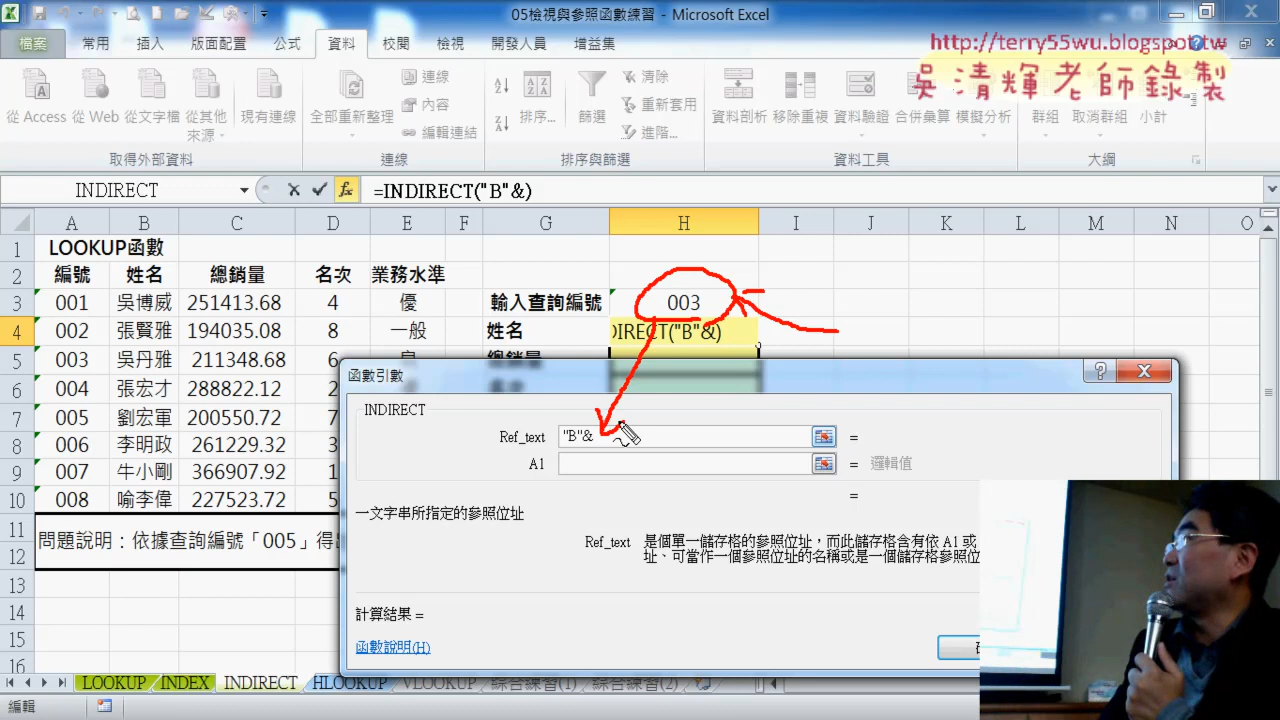 05檢視與參照函數練習 - Microsoft Excel
檔案 常用 插入 版面配置 公式 資料 校閱 檢視 開發人員 增益集
http://terry55wu.blogspot.tw
吳清輝老師錄製
從 Access 從 Web 從文字檔 從其他來源 現有連線 全部重新整理 連線 內容 編輯連結 排序... 篩選 清除 重新套用 進階... 資料剖析 移除重複 資料驗證 合併彙算 模擬分析 群組 取消群組 小計
取得外部資料 連線 排序與篩選 資料工具 大綱
INDIRECT =INDIRECT("B"&)
A B C D E F G H I J K L M N O
1 LOOKUP函數
2 編號 姓名 總銷量 名次 業務水準
3 001 吳博威 251413.68 4 優 輸入查詢編號 003
4 002 張賢雅 194035.08 8 一般 姓名 DIRECT("B"&)
5 003 吳丹雅 211348.68 6 良 總銷量
6 004 張宏才 288822.12 2
7 005 劉宏軍 200550.72 7
8 006 李明政 261229.32 3
9 007 牛小剛 366907.92 1
10 008 喻李偉 227523.72 5
11
12 問題說明：依據查詢編號「005」得
13
14
15
16
函數引數
INDIRECT
Ref_text "B"& =
A1 = 邏輯值
=
一文字串所指定的參照位址
Ref_text 是個單一儲存格的參照位址，而此儲存格含有依 A1 或
址、可當作一個參照位址的名稱或是一個儲存格參照位
計算結果 =
函數說明(H)
LOOKUP INDEX INDIRECT HLOOKUP VLOOKUP 綜合練習(1) 綜合練習(2)
編輯